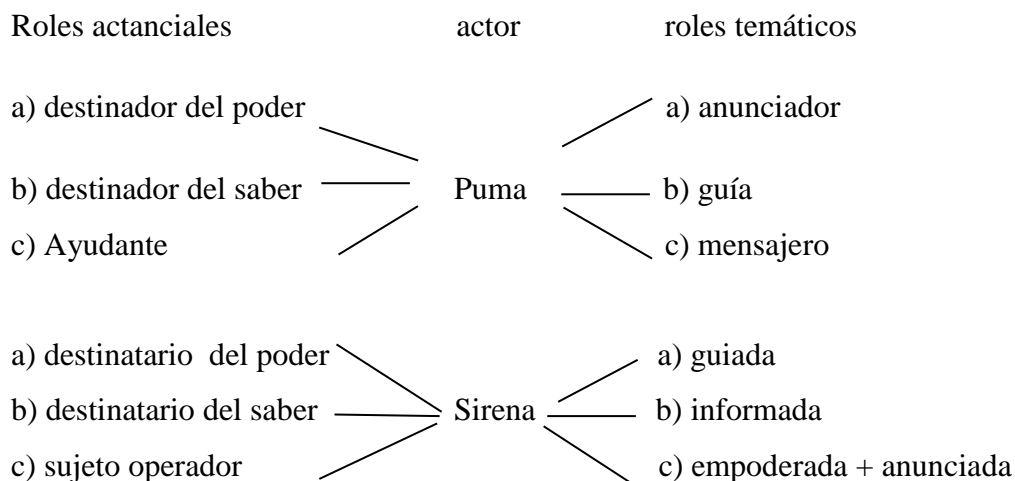 Roles actanciales actor roles temáticos
a) destinador del poder a) anunciador
b) destinador del saber Puma b) guía
c) Ayudante c) mensajero
a) destinatario del poder a) guiada
b) destinatario del saber Sirena b) informada
c) sujeto operador c) empoderada + anunciada